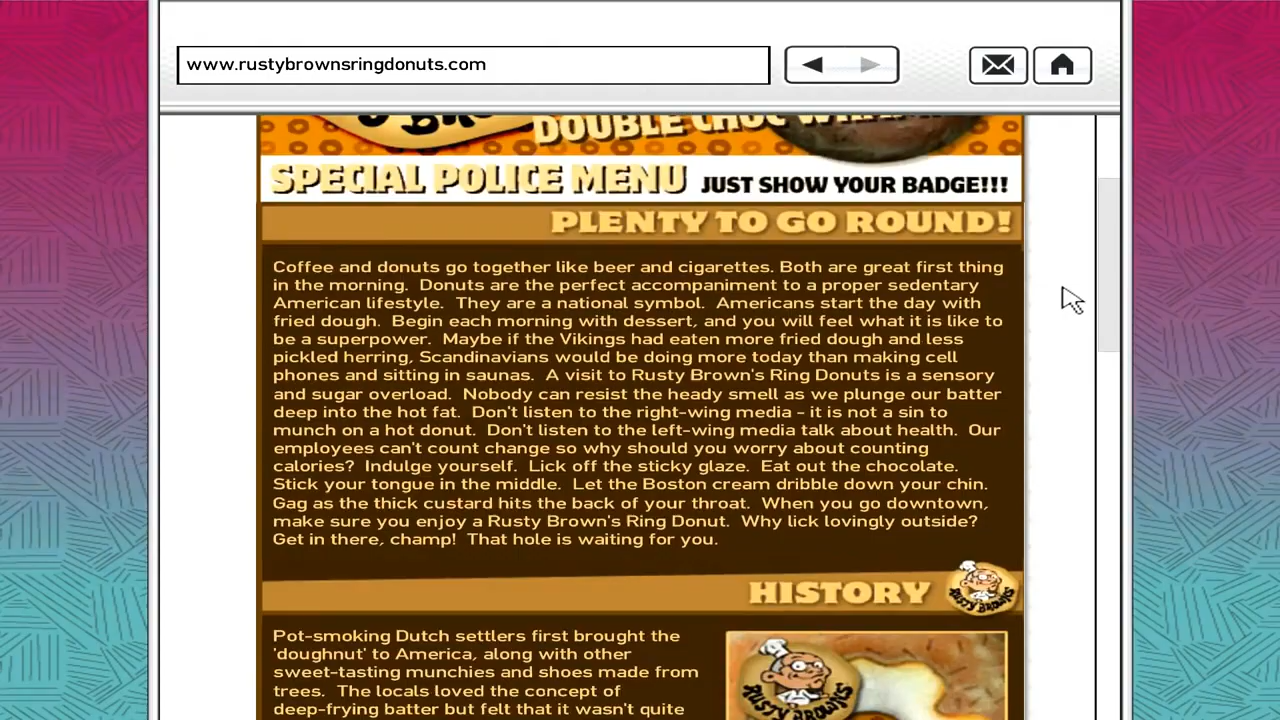 www.rustybrownsringdonuts.com
DOUBLE CHOC
SPECIAL POLICE MENU JUST SHOW YOUR BADGE!!!
PLENTY TO GO ROUND!
Coffee and donuts go together like beer and cigarettes. Both are great first thing
in the morning. Donuts are the perfect accompaniment to a proper sedentary
American lifestyle. They are a national symbol. Americans start the day with
fried dough. Begin each morning with dessert, and you will feel what it is like to
be a superpower. Maybe if the Vikings had eaten more fried dough and less
pickled herring, Scandinavians would be doing more today than making cell
phones and sitting in saunas. A visit to Rusty Brown's Ring Donuts is a sensory
and sugar overload. Nobody can resist the heady smell as we plunge our batter
deep into the hot fat. Don't listen to the right-wing media - it is not a sin to
munch on a hot donut. Don't listen to the left-wing media talk about health. Our
employees can't count change so why should you worry about counting
calories? Indulge yourself. Lick off the sticky glaze. Eat out the chocolate.
Stick your tongue in the middle. Let the Boston cream dribble down your chin.
Gag as the thick custard hits the back of your throat. When you go downtown,
make sure you enjoy a Rusty Brown's Ring Donut. Why lick lovingly outside?
Get in there, champ! That hole is waiting for you.
HISTORY
RUSTY BROWNS
Pot-smoking Dutch settlers first brought the
'doughnut' to America, along with other
sweet-tasting munchies and shoes made from
trees. The locals loved the concept of
deep-frying batter but felt that it wasn't quite
RUSTY BROWNS